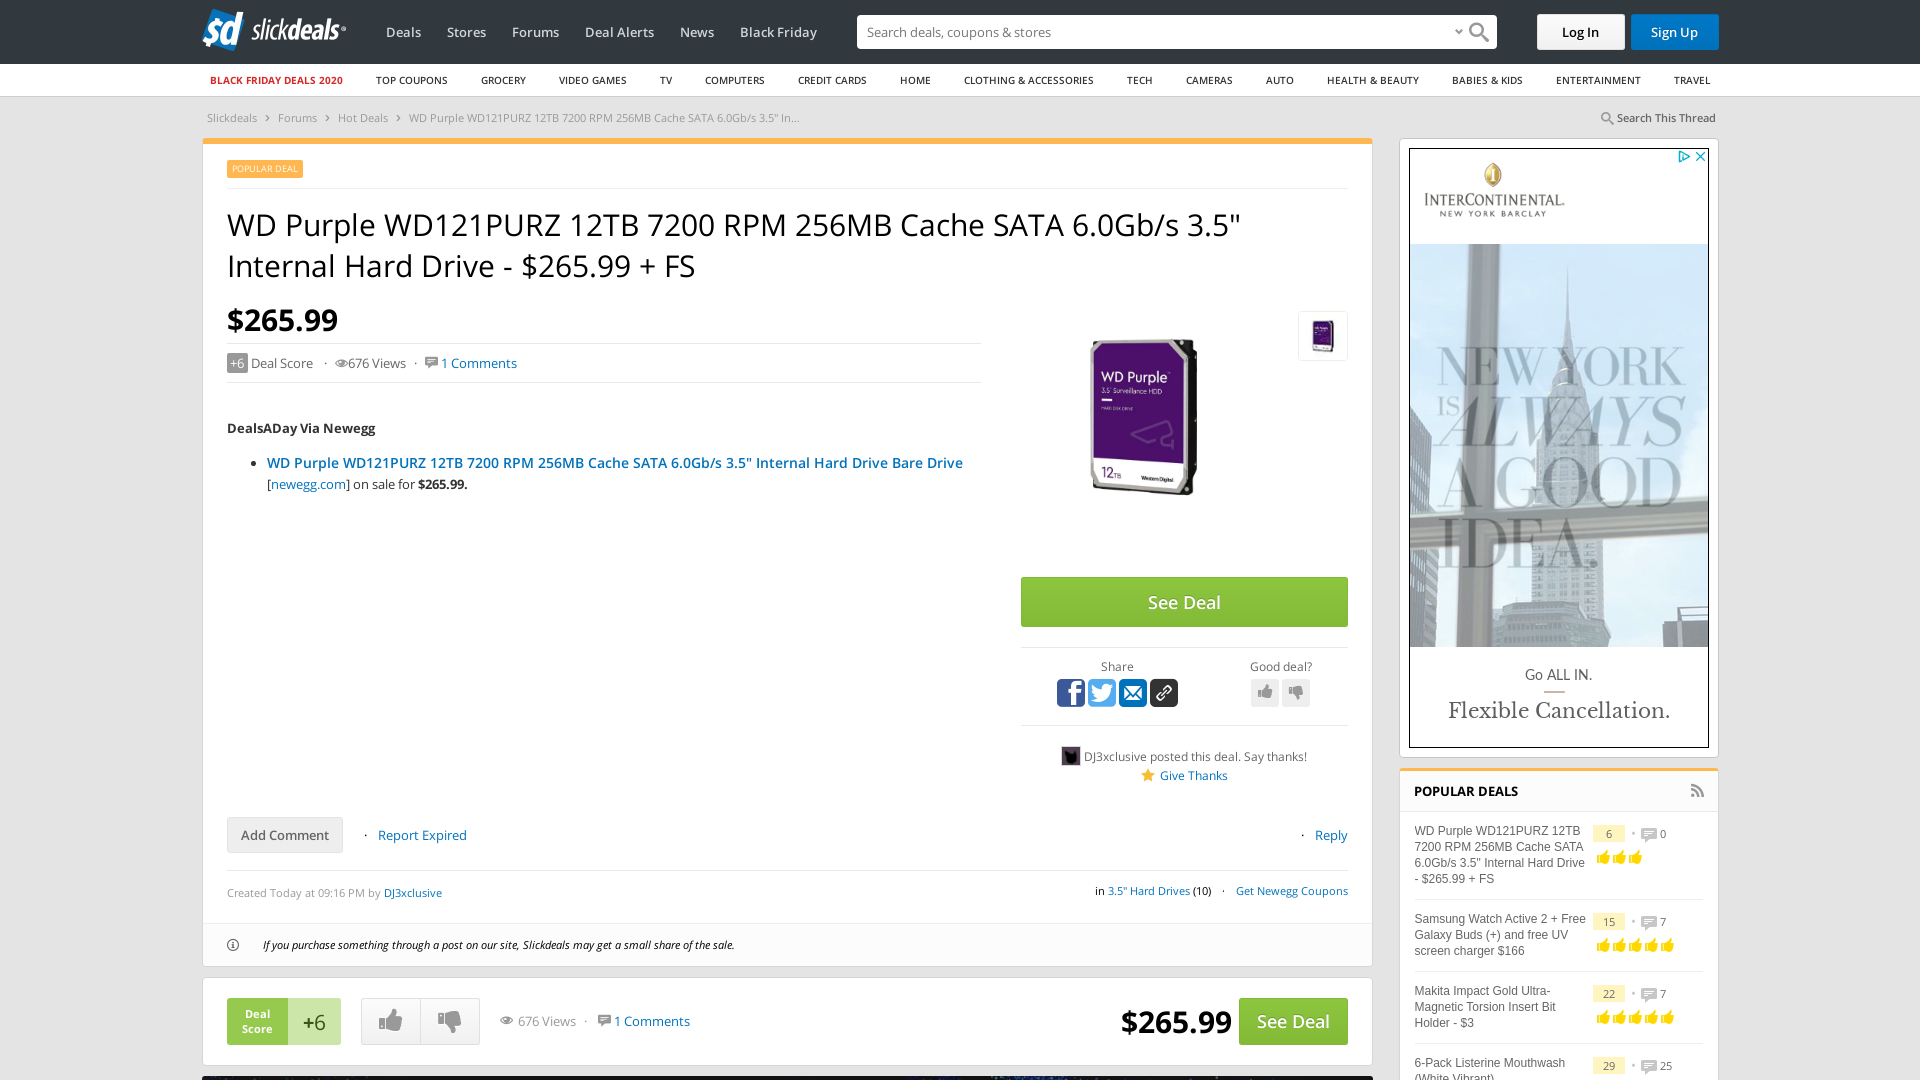 sd slickdeals
Deals Stores Forums Deal Alerts News Black Friday
Search deals, coupons & stores
Log In Sign Up
BLACK FRIDAY DEALS 2020 TOP COUPONS GROCERY VIDEO GAMES TV COMPUTERS CREDIT CARDS HOME CLOTHING & ACCESSORIES TECH CAMERAS AUTO HEALTH & BEAUTY BABIES & KIDS ENTERTAINMENT TRAVEL
Slickdeals > Forums > Hot Deals > WD Purple WD121PURZ 12TB 7200 RPM 256MB Cache SATA 6.0Gb/s 3.5" In...
Search This Thread
POPULAR DEAL
WD Purple WD121PURZ 12TB 7200 RPM 256MB Cache SATA 6.0Gb/s 3.5"
Internal Hard Drive - $265.99 + FS
$265.99
+6 Deal Score · 676 Views · 1 Comments
DealsADay Via Newegg
• WD Purple WD121PURZ 12TB 7200 RPM 256MB Cache SATA 6.0Gb/s 3.5" Internal Hard Drive Bare Drive
[newegg.com] on sale for $265.99.
WD Purple
3.5" Surveillance HDD
HARD DISK DRIVE
12TB
Western Digital
See Deal
Share
Good deal?
DJ3xclusive posted this deal. Say thanks!
Give Thanks
Add Comment · Report Expired
· Reply
Created Today at 09:16 PM by DJ3xclusive
in 3.5" Hard Drives (10) · Get Newegg Coupons
If you purchase something through a post on our site, Slickdeals may get a small share of the sale.
Deal
Score
+6
676 Views · 1 Comments
$265.99
See Deal
INTERCONTINENTAL
NEW YORK BARCLAY
NEW YORK
IS ALWAYS
A GOOD
IDEA.
Go ALL IN.
Flexible Cancellation.
POPULAR DEALS
WD Purple WD121PURZ 12TB
7200 RPM 256MB Cache SATA
6.0Gb/s 3.5" Internal Hard Drive
- $265.99 + FS
6 • 0
Samsung Watch Active 2 + Free
Galaxy Buds (+) and free UV
screen charger $166
15 • 7
Makita Impact Gold Ultra-
Magnetic Torsion Insert Bit
Holder - $3
22 • 7
6-Pack Listerine Mouthwash
(White Vibrant)
29 • 25